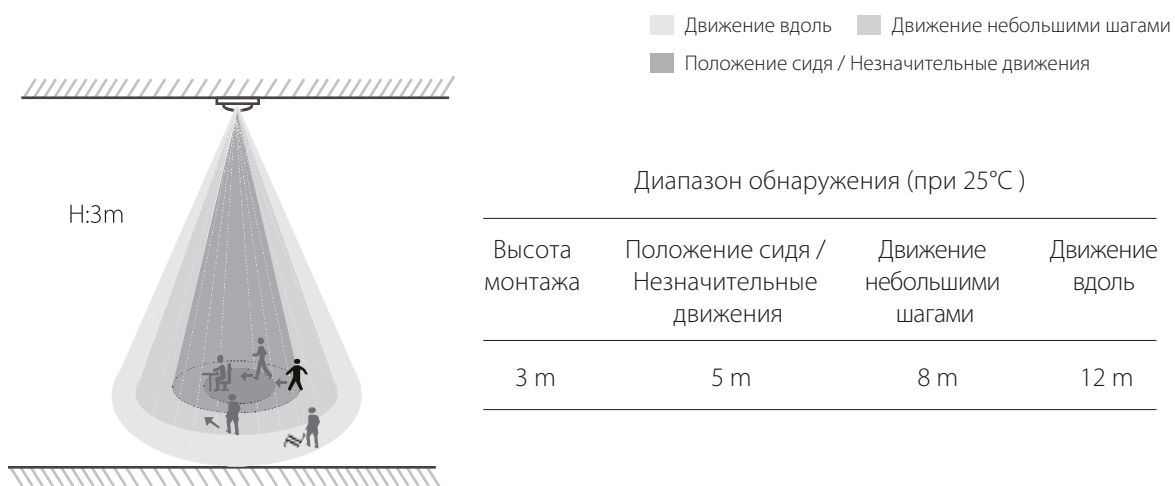 Движение вдоль
Движение небольшими шагами
Положение сидя / Незначительные движения
H:3m
Диапазон обнаружения (при 25°C )
Высота монтажа
Положение сидя / Незначительные движения
Движение небольшими шагами
Движение вдоль
3 m
5 m
8 m
12 m